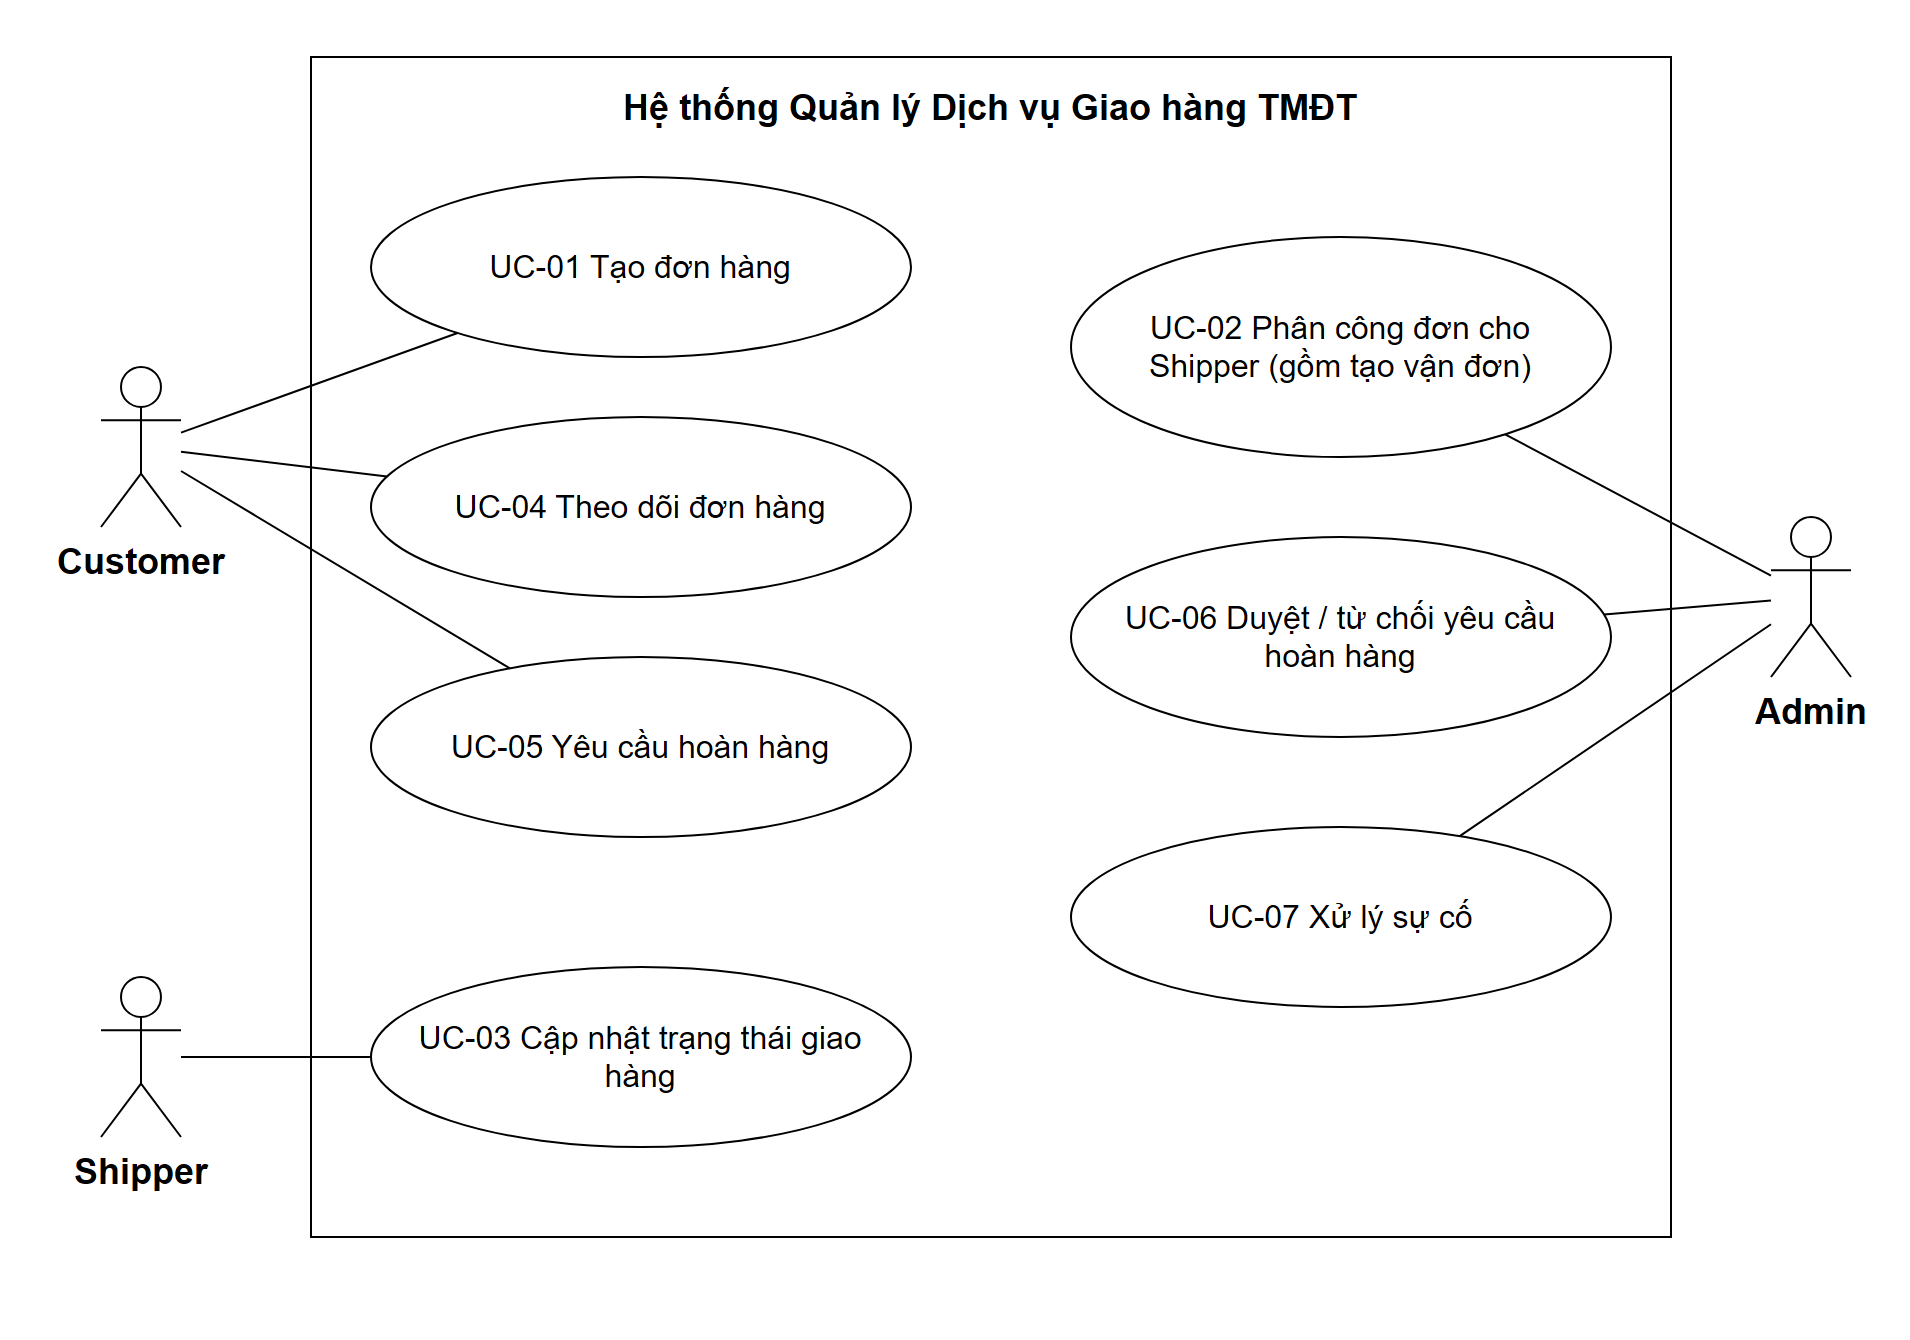 Hệ thống Quản lý Dịch vụ Giao hàng TMĐT
UC-01 Tạo đơn hàng
UC-02 Phân công đơn cho
Shipper (gồm tạo vận đơn)
UC-04 Theo dõi đơn hàng
Customer
UC-06 Duyệt / từ chối yêu cầu
hoàn hàng
Admin
UC-05 Yêu cầu hoàn hàng
UC-07 Xử lý sự cố
UC-03 Cập nhật trạng thái giao
hàng
Shipper